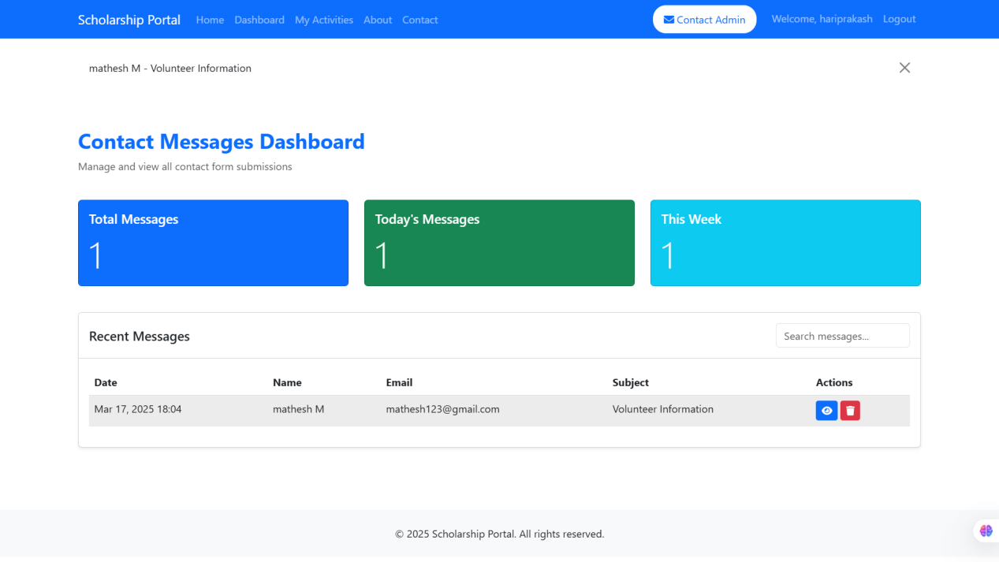 Scholarship Portal Home Dashboard My Activities About Contact Contact Admin Welcome, hariprakash Logout
mathesh M - Volunteer Information
Contact Messages Dashboard
Manage and view all contact form submissions
Total Messages
1
Today's Messages
1
This Week
1
Recent Messages Search messages...
Date Name Email Subject Actions
Mar 17, 2025 18:04 mathesh M mathesh123@gmail.com Volunteer Information
© 2025 Scholarship Portal. All rights reserved.